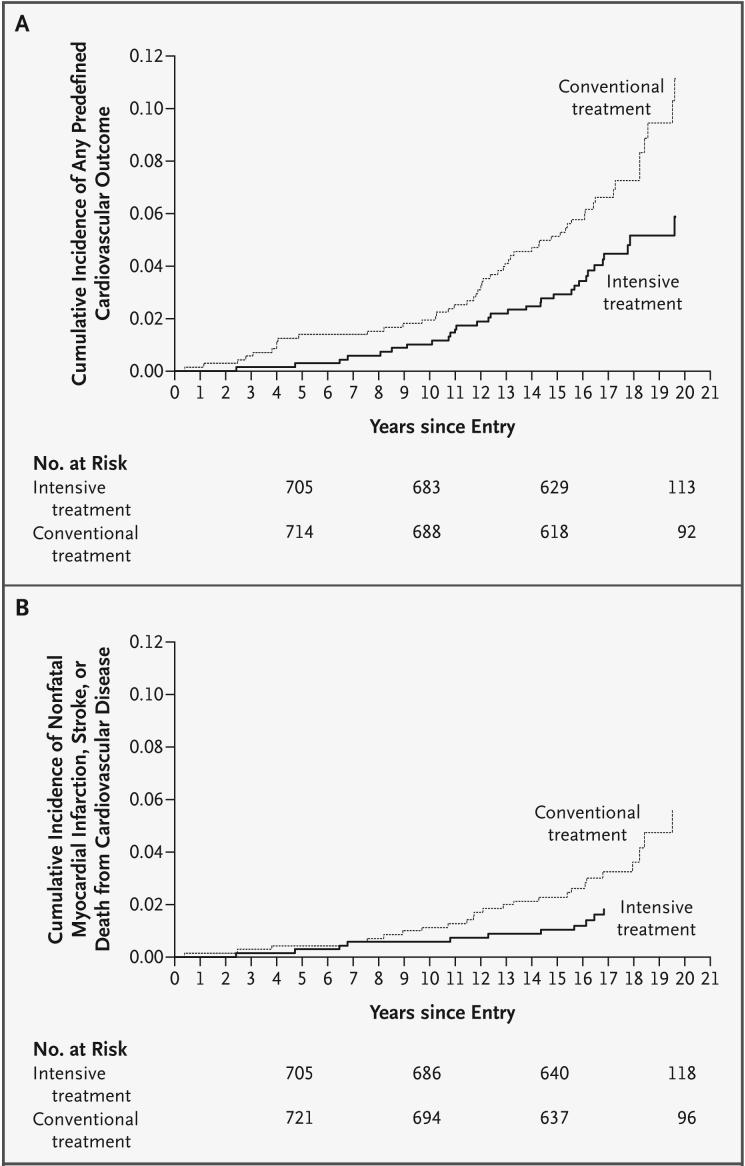 A
Cumulative Incidence of Any Predefined
Cardiovascular Outcome
0.12
0.10
0.08
0.06
0.04
0.02
0.00
Conventional
treatment
Intensive
treatment
0 1 2 3 4 5 6 7 8 9 10 11 12 13 14 15 16 17 18 19 20 21
Years since Entry
No. at Risk
Intensive 705 683 629 113
treatment
Conventional 714 688 618 92
treatment
B
Cumulative Incidence of Nonfatal
Myocardial Infarction, Stroke, or
Death from Cardiovascular Disease
0.12
0.10
0.08
0.06
0.04
0.02
0.00
Conventional
treatment
Intensive
treatment
0 1 2 3 4 5 6 7 8 9 10 11 12 13 14 15 16 17 18 19 20 21
Years since Entry
No. at Risk
Intensive 705 686 640 118
treatment
Conventional 721 694 637 96
treatment